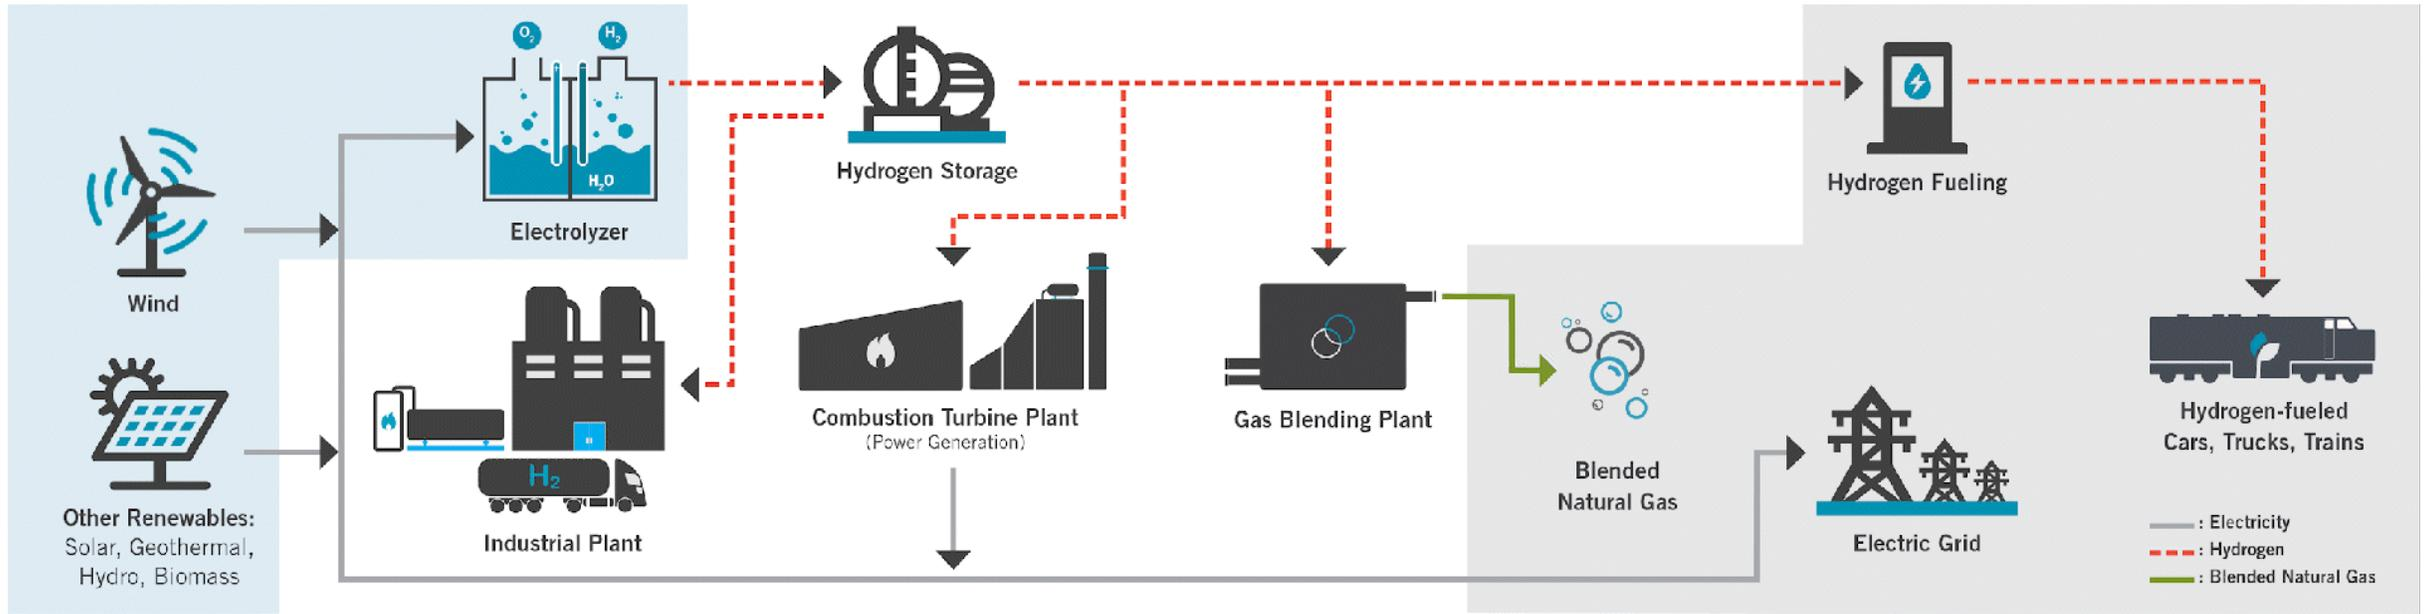 O₂
H₂
H₂O
Electrolyzer
Hydrogen Storage
Hydrogen Fueling
Wind
Other Renewables:
Solar, Geothermal,
Hydro, Biomass
H₂
Industrial Plant
Combustion Turbine Plant
(Power Generation)
Gas Blending Plant
Blended
Natural Gas
Electric Grid
Hydrogen-fueled
Cars, Trucks, Trains
: Electricity
: Hydrogen
: Blended Natural Gas